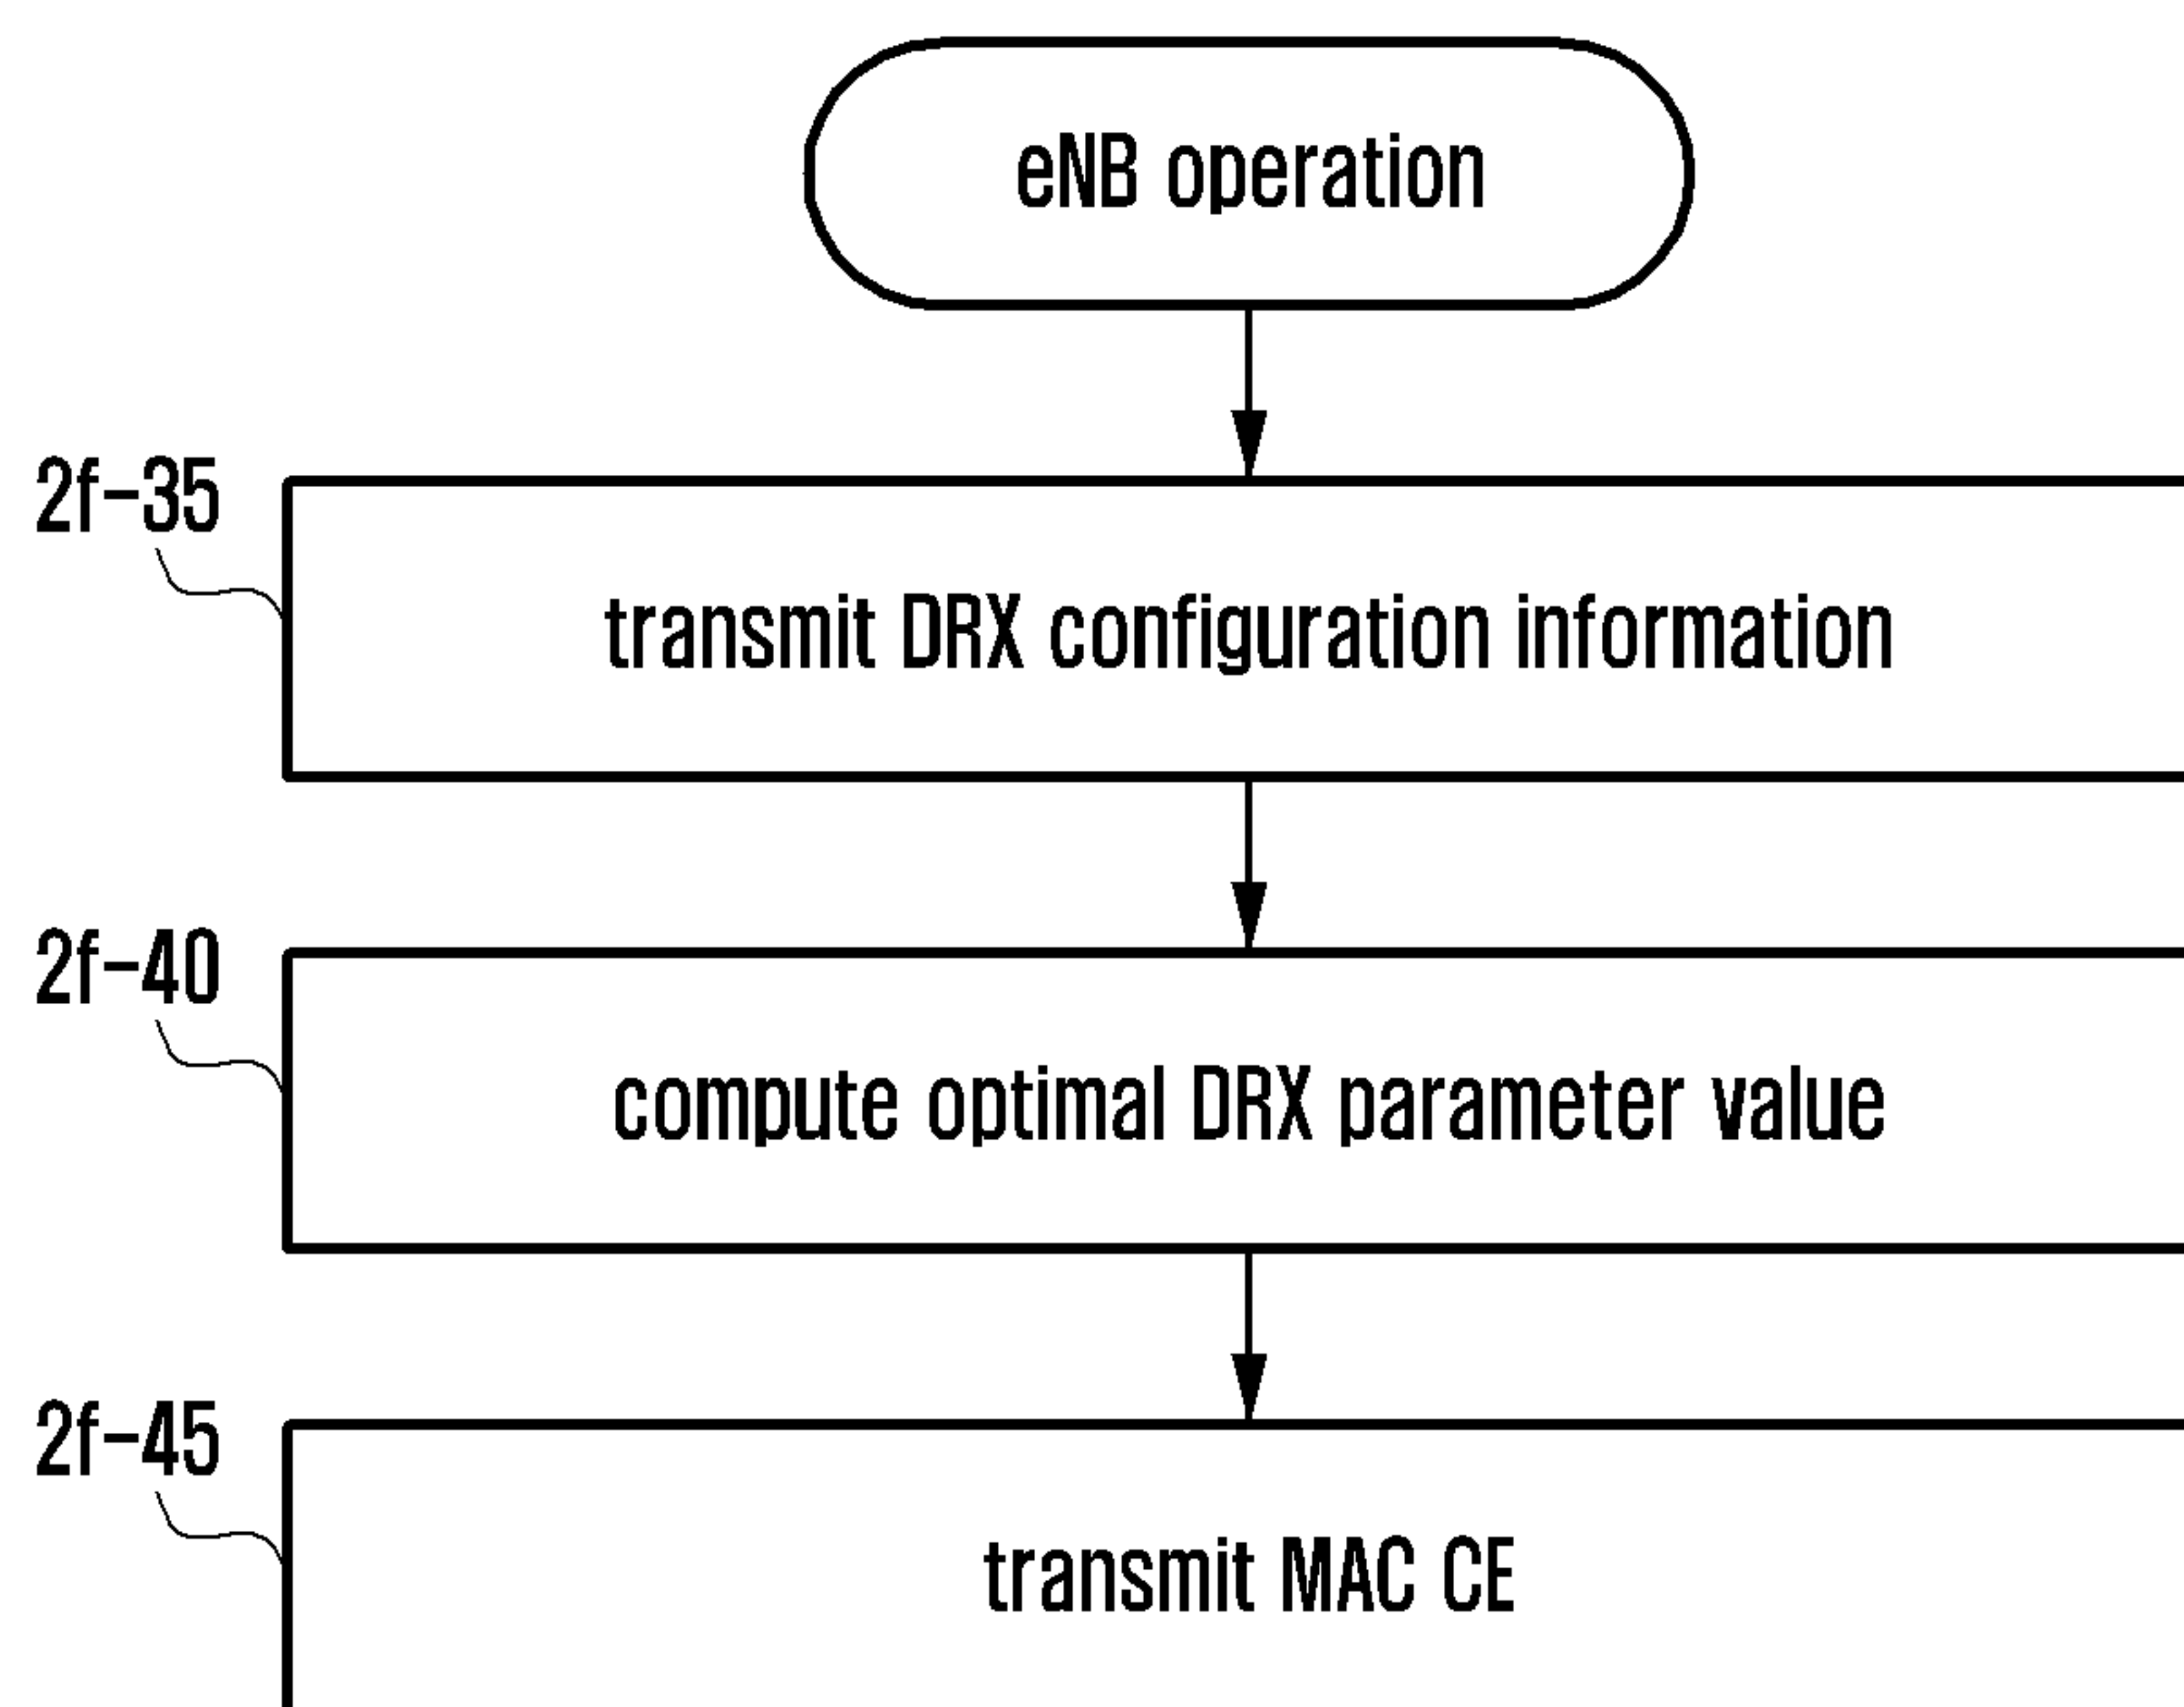 eNB operation
2f-35
transmit DRX configuration information
2f-40
compute optimal DRX parameter value
2f-45
transmit MAC CE